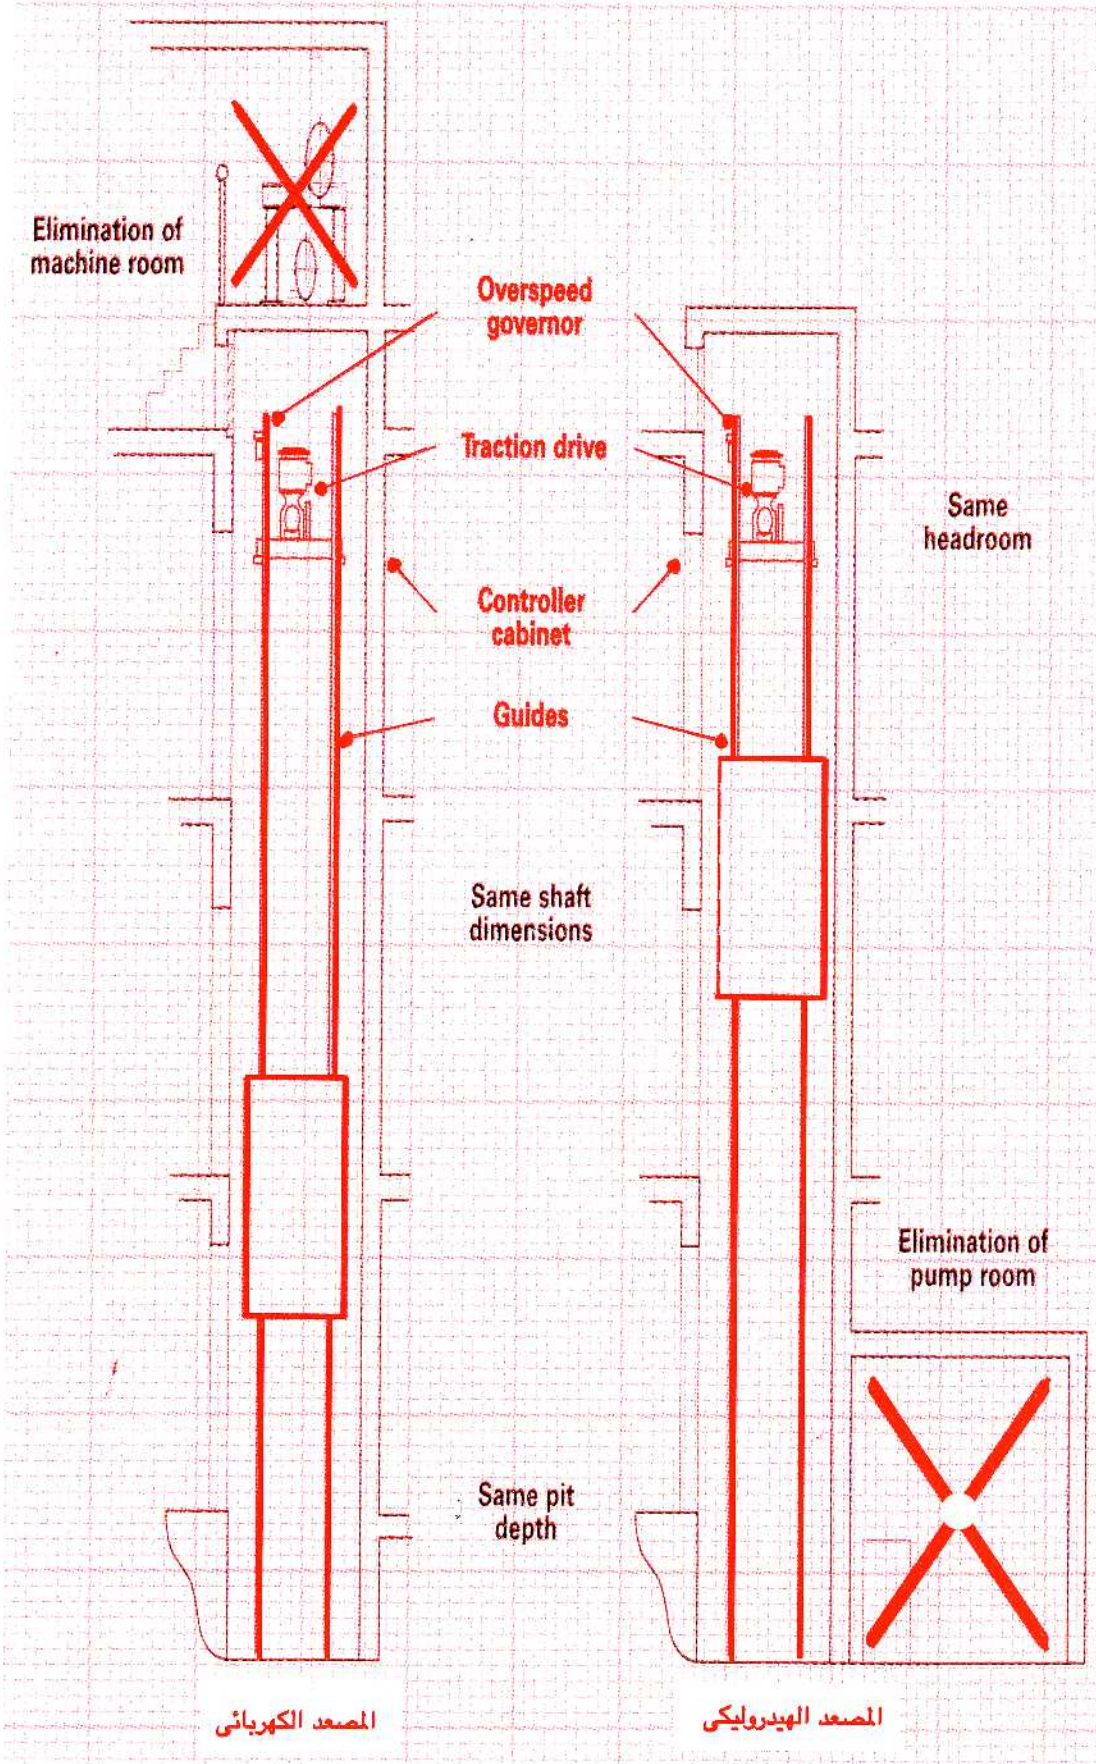 Elimination of
machine room
Overspeed
governor
Traction drive
Same
headroom
Controller
cabinet
Guides
Same shaft
dimensions
Elimination of
pump room
Same pit
depth
المصعد الكهربائى
المصعد الهيدروليكى